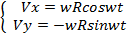 Vx = wRcoswt
Vy = −wRsinwt